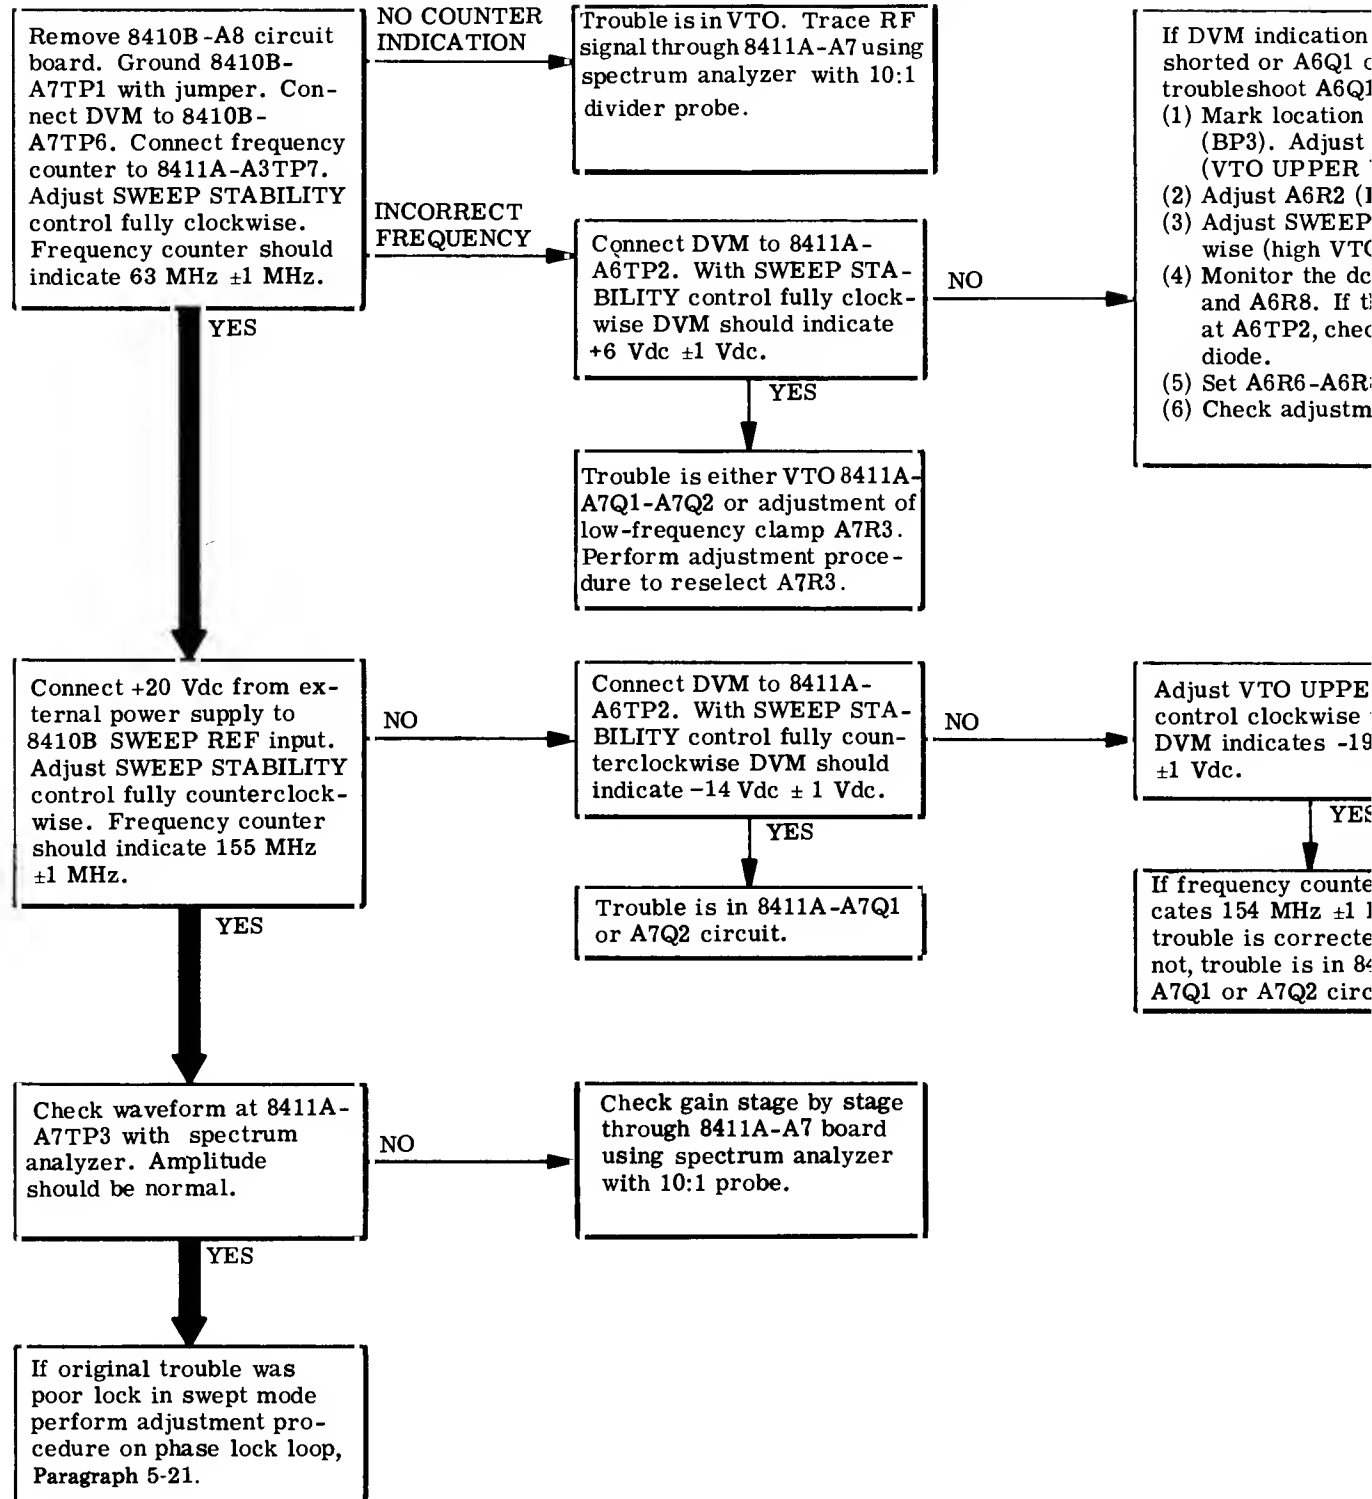 Remove 8410B-A8 circuit
board. Ground 8410B-
A7TP1 with jumper. Con-
nect DVM to 8410B-
A7TP6. Connect frequency
counter to 8411A-A3TP7.
Adjust SWEEP STABILITY
control fully clockwise.
Frequency counter should
indicate 63 MHz ±1 MHz.
NO COUNTER
INDICATION
Trouble is in VTO. Trace RF
signal through 8411A-A7 using
spectrum analyzer with 10:1
divider probe.
INCORRECT
FREQUENCY
Connect DVM to 8411A-
A6TP2. With SWEEP STA-
BILITY control fully clock-
wise DVM should indicate
+6 Vdc ±1 Vdc.
NO
If DVM indication
shorted or A6Q1
troubleshoot A6Q1
(1) Mark location
(BP3). Adjust
(VTO UPPER
(2) Adjust A6R2
(3) Adjust SWEEP
wise (high VTO
(4) Monitor the dc
and A6R8. If
at A6TP2,
diode.
(5) Set A6R6-
(6) Check
YES
YES
Trouble is either VTO 8411A-
A7Q1-A7Q2 or adjustment of
low-frequency clamp A7R3.
Perform adjustment proce-
dure to reselect A7R3.
Connect +20 Vdc from ex-
ternal power supply to
8410B SWEEP REF input.
Adjust SWEEP STABILITY
control fully counterclock-
wise. Frequency counter
should indicate 155 MHz
±1 MHz.
NO
Connect DVM to 8411A-
A6TP2. With SWEEP STA-
BILITY control fully coun-
terclockwise DVM should
indicate -14 Vdc ± 1 Vdc.
NO
Adjust VTO
control clockwise
DVM indicates -19
±1 Vdc.
YES
YES
YES
Trouble is in 8411A-A7Q1
or A7Q2 circuit.
If frequency
cates 154 MHz ±1
trouble is
not, trouble is in
A7Q1 or A7Q2
Check waveform at 8411A-
A7TP3 with spectrum
analyzer. Amplitude
should be normal.
NO
Check gain stage by stage
through 8411A-A7 board
using spectrum analyzer
with 10:1 probe.
YES
If original trouble was
poor lock in swept mode
perform adjustment pro-
cedure on phase lock loop,
Paragraph 5-21.